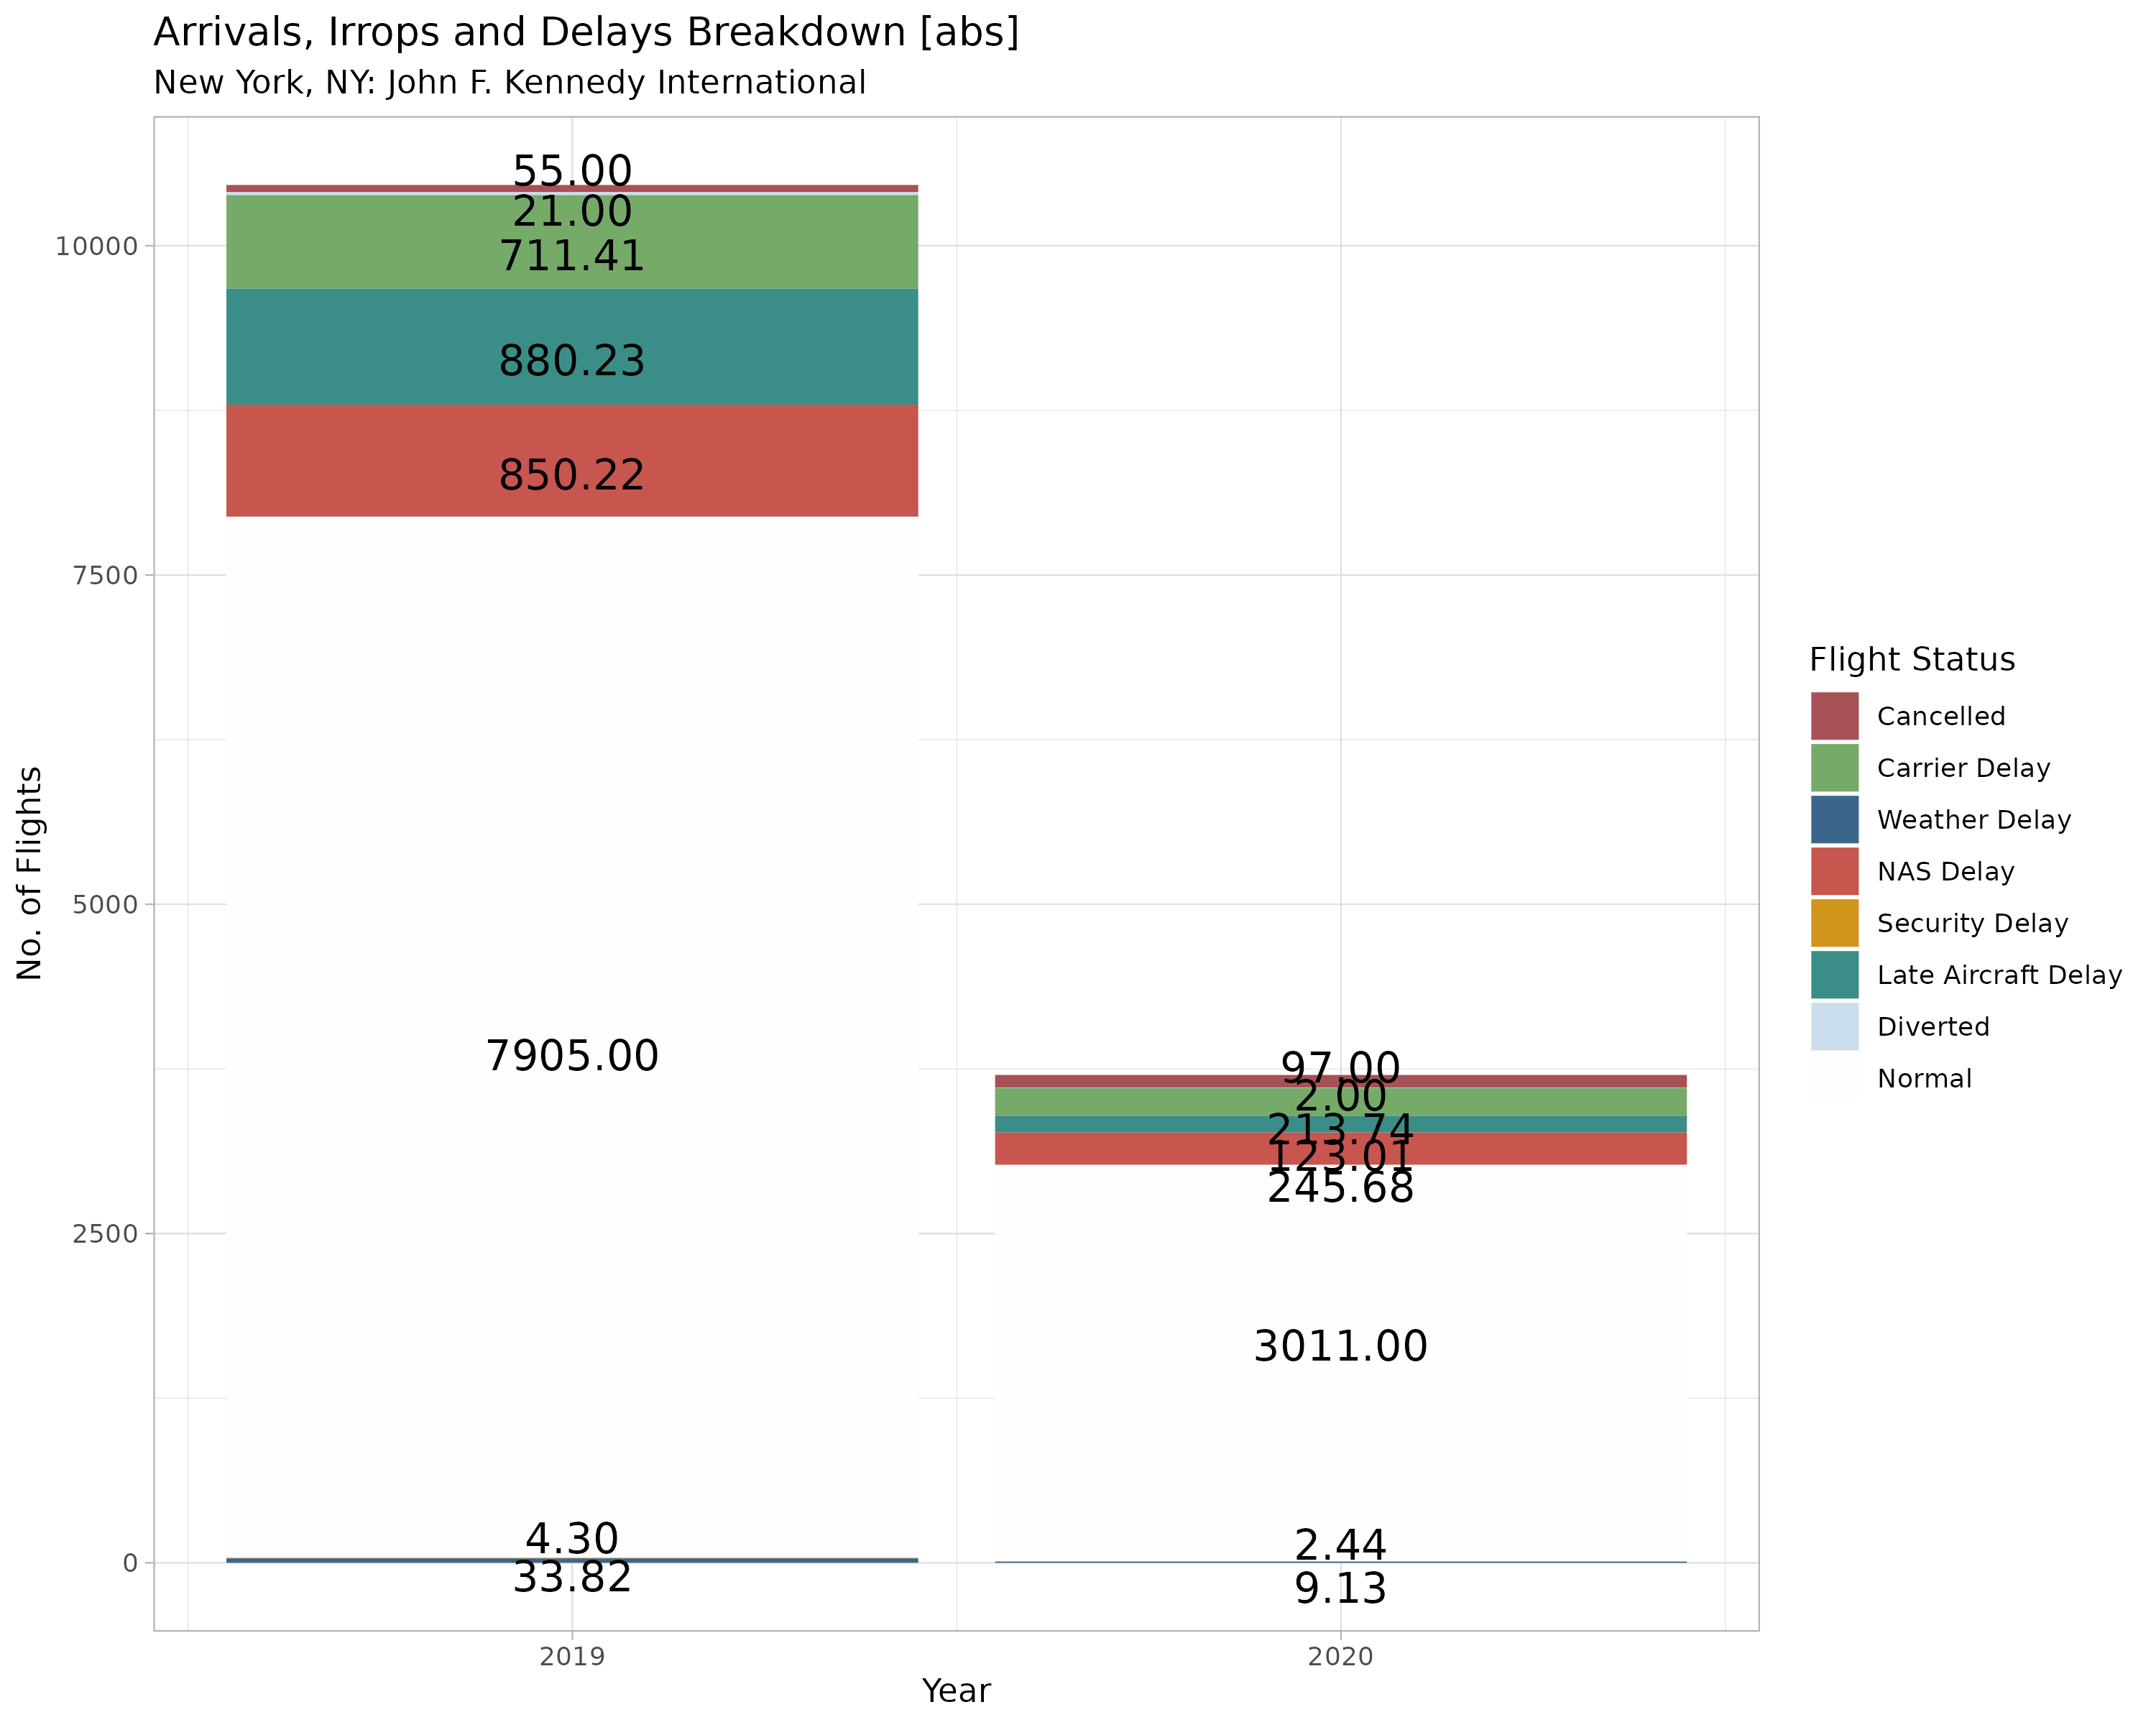 Arrivals, Irrops and Delays Breakdown [abs]
New York, NY: John F. Kennedy International
No. of Flights
10000
7500
5000
2500
0
55.00
21.00
711.41
880.23
850.22
7905.00
4.30
33.82
97.00
2.00
213.74
123.01
245.68
3011.00
2.44
9.13
2019
2020
Year
Flight Status
Cancelled
Carrier Delay
Weather Delay
NAS Delay
Security Delay
Late Aircraft Delay
Diverted
Normal